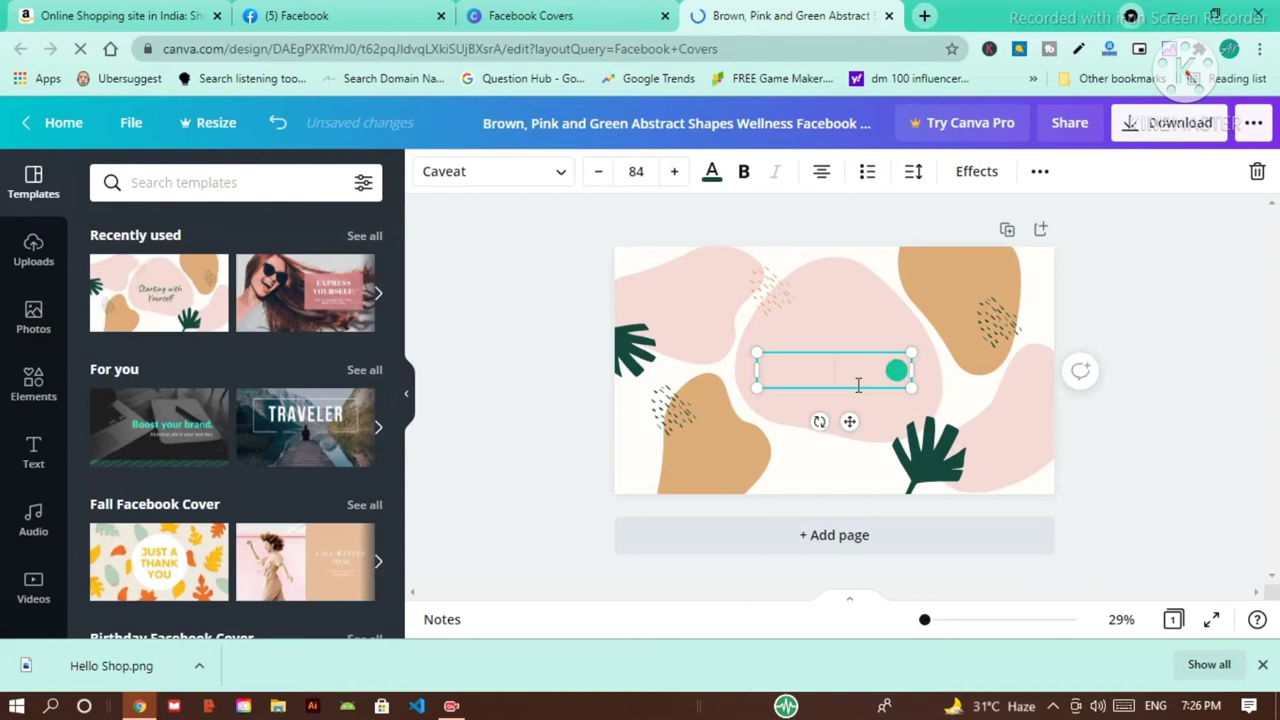 Online Shopping site in India: Sh
(5) Facebook
Facebook Covers
Brown, Pink and Green Abstract S
canva.com/design/DAEgPXRYmJ0/t62pqJIdvqLXkiSUjBXsrA/edit?layoutQuery=Facebook+Covers
Apps
Ubersuggest
Search listening too...
Search Domain Na...
Question Hub - Go...
Google Trends
FREE Game Maker....
dm 100 influencer...
Other bookmarks
Reading list
Home
File
Resize
Unsaved changes
Brown, Pink and Green Abstract Shapes Wellness Facebook ...
Try Canva Pro
Share
Download
KINEMASTER
Templates
Search templates
Caveat
84
A
B
I
Effects
Recently used
See all
Starting with
Yourself
EXPRESS
YOURSELF.
Uploads
Photos
For you
See all
Boost your brand.
TRAVELER
Elements
Text
Fall Facebook Cover
See all
JUST A
THANK
YOU
Audio
Videos
Birthday Facebook Cover
+ Add page
Notes
29%
1
Hello Shop.png
Show all
31°C Haze
ENG
7:26 PM